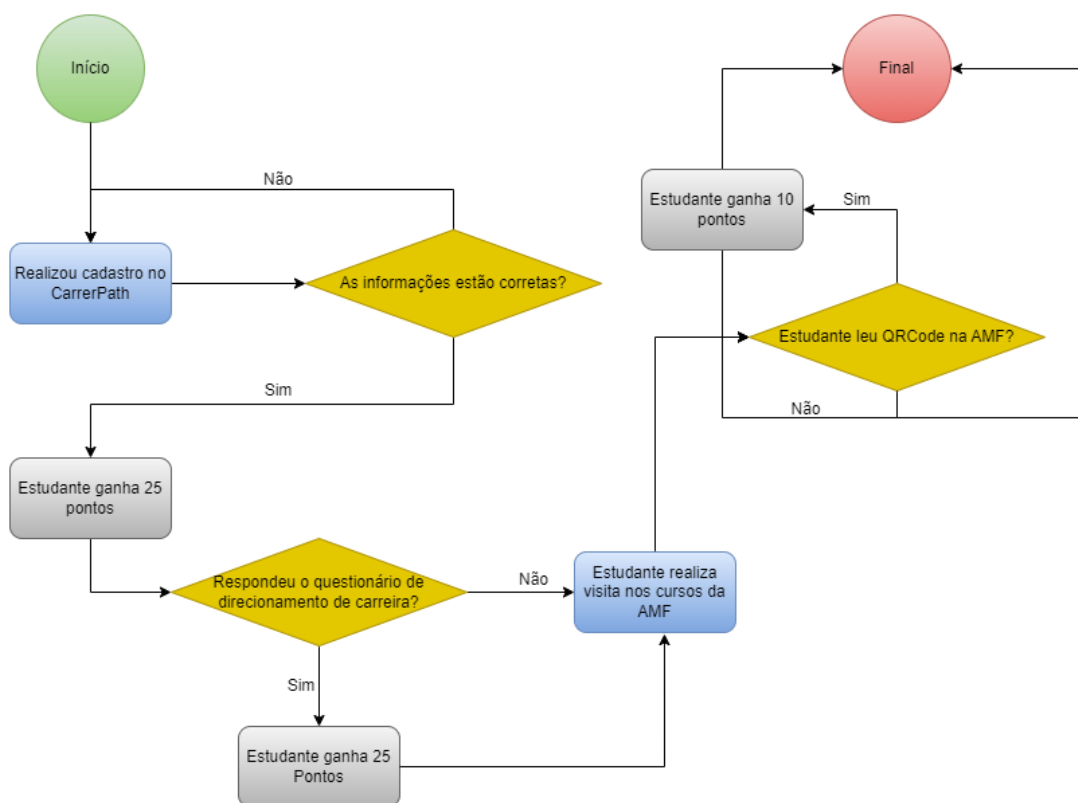 Início
Final
Não
Estudante ganha 10
pontos
Sim
Realizou cadastro no
CarrerPath
As informações estão corretas?
Estudante leu QRCode na AMF?
Sim
Não
Estudante ganha 25
pontos
Respondeu o questionário de
direcionamento de carreira?
Não
Estudante realiza
visita nos cursos da
AMF
Sim
Estudante ganha 25
Pontos